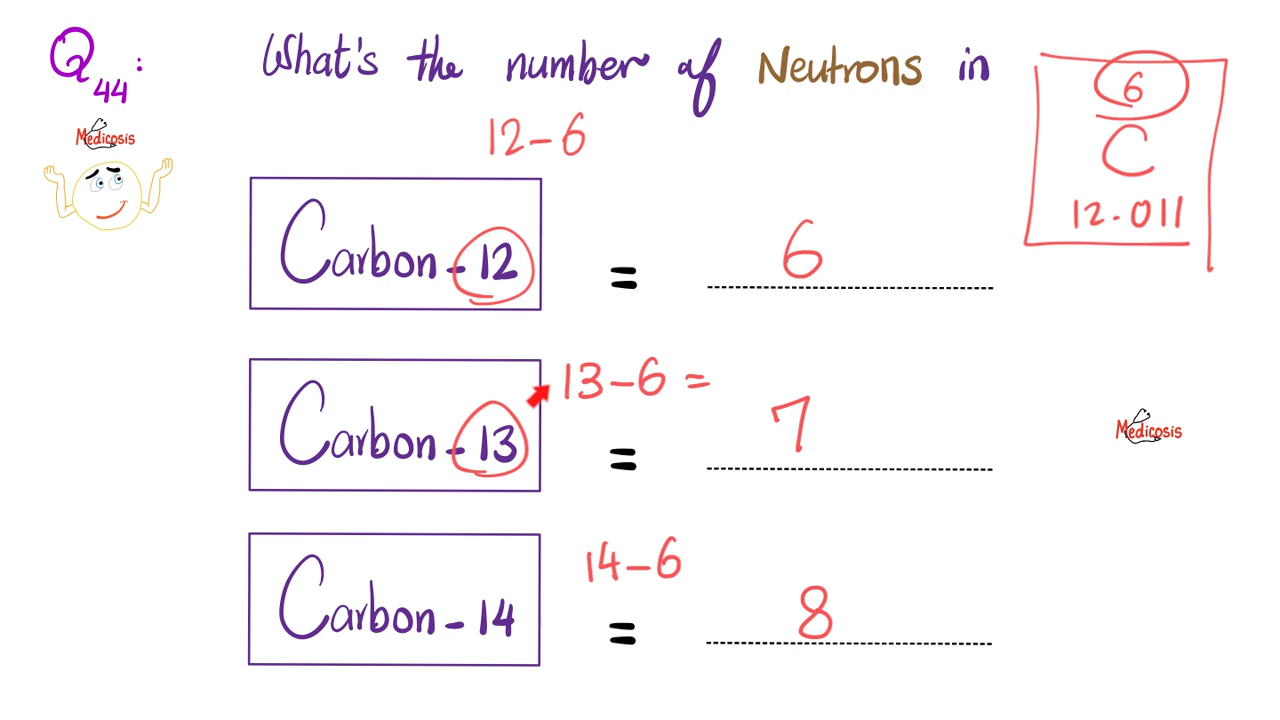 Q44: What's the number of Neutrons in
Medicosis
12-6
6
C
12.011
Carbon-12 = 6
13-6 =
Carbon-13 = 7
Medicosis
14-6
Carbon-14 = 8